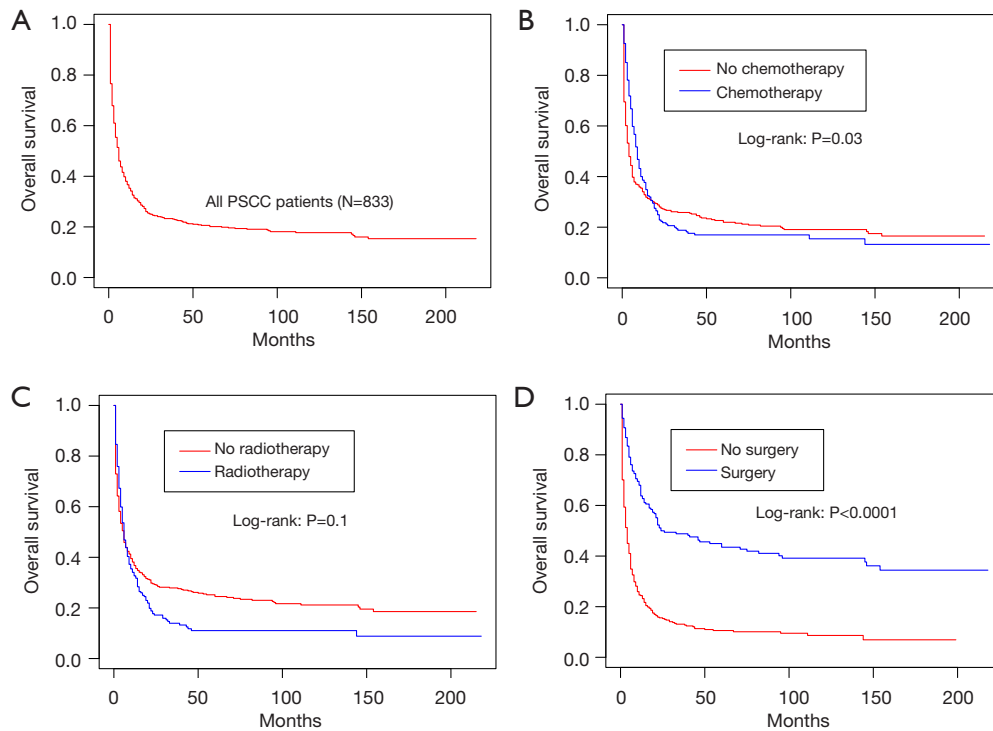 A
Overall survival
1.0
0.8
0.6
0.4
0.2
0.0
All PSCC patients (N=833)
0 50 100 150 200
Months
B
Overall survival
1.0
0.8
0.6
0.4
0.2
0.0
No chemotherapy
Chemotherapy
Log-rank: P=0.03
0 50 100 150 200
Months
C
Overall survival
1.0
0.8
0.6
0.4
0.2
0.0
No radiotherapy
Radiotherapy
Log-rank: P=0.1
0 50 100 150 200
Months
D
Overall survival
1.0
0.8
0.6
0.4
0.2
0.0
No surgery
Surgery
Log-rank: P<0.0001
0 50 100 150 200
Months